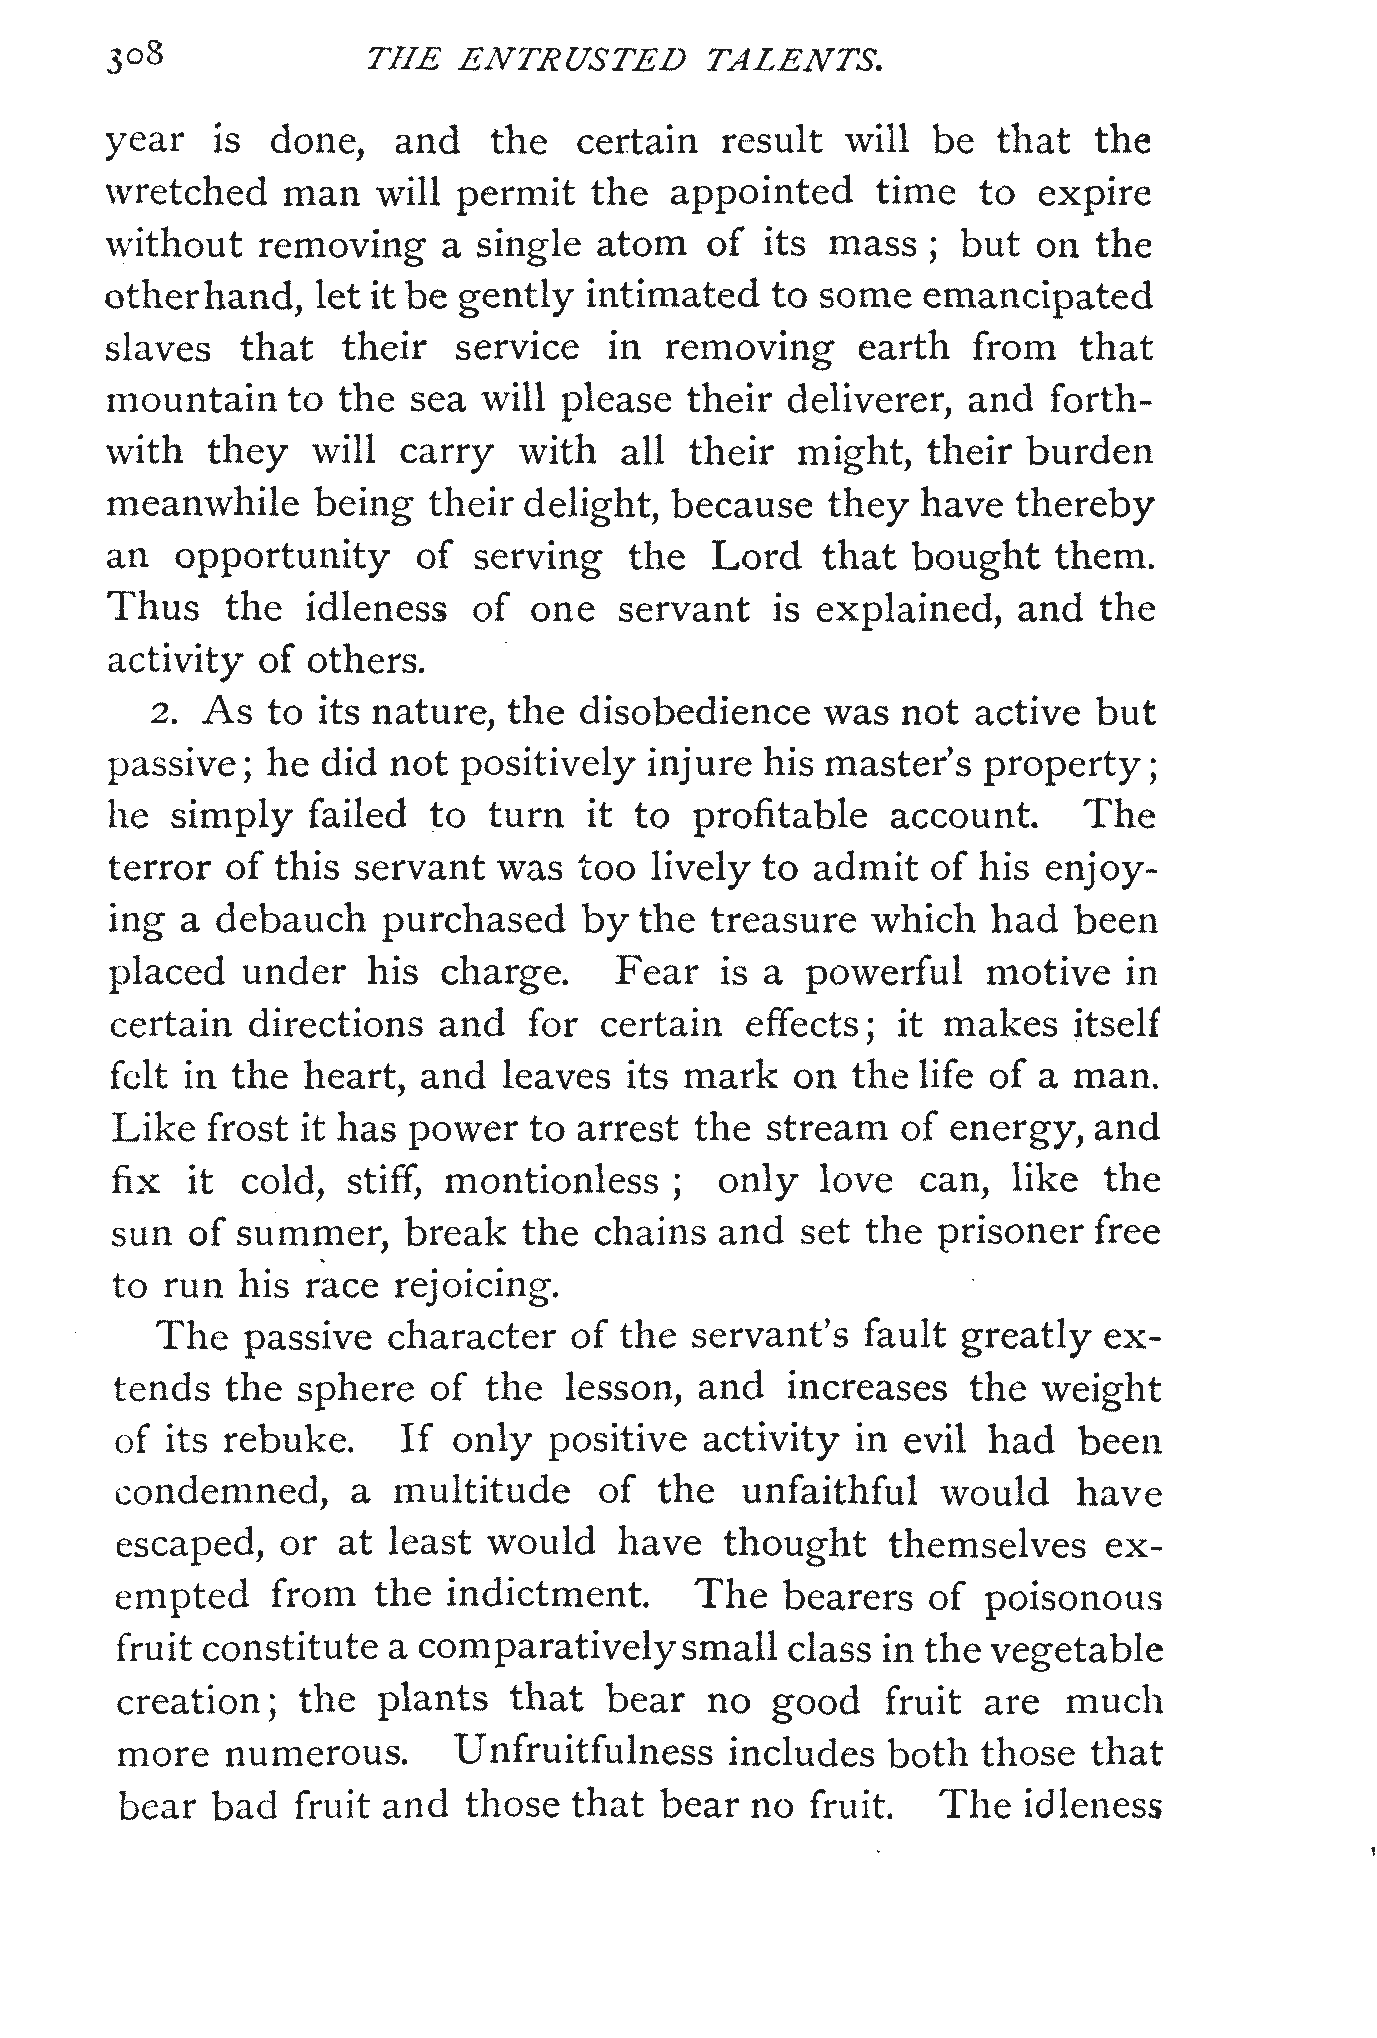 308 THE ENTRUSTED TALENTS.
year is done, and the certain result will be that the
wretched man will permit the appointed time to expire
without removing a single atom of its mass ; but on the
otherhand, let it be gently intimated to some emancipated
slaves that their service in removing earth from that
mountain to the sea will please their deliverer, and forth-
with they will carry with all their might, their burden
meanwhile being their delight, because they have thereby
an opportunity of serving the Lord that bought them.
Thus the idleness of one servant is explained, and the
activity of others.
2. As to its nature, the disobedience was not active but
passive; he did not positively injure his master's property;
he simply failed to turn it to profitable account. The
terror of this servant was too lively to admit of his enjoy-
ing a debauch purchased by the treasure which had been
placed under his charge. Fear is a powerful motive in
certain directions and for certain effects; it makes itself
felt in the heart, and leaves its mark on the life of a man.
Like frost it has power to arrest the stream of energy, and
fix it cold, stiff, montionless ; only love can, like the
sun of summer, break the chains and set the prisoner free
to run his race rejoicing.
The passive character of the servant's fault greatly ex-
tends the sphere of the lesson, and increases the weight
of its rebuke. If only positive activity in evil had been
condemned, a multitude of the unfaithful would have
escaped, or at least would have thought themselves ex-
empted from the indictment. The bearers of poisonous
fruit constitute a comparatively small class in the vegetable
creation; the plants that bear no good fruit are much
more numerous. Unfruitfulness includes both those that
bear bad fruit and those that bear no fruit. The idleness